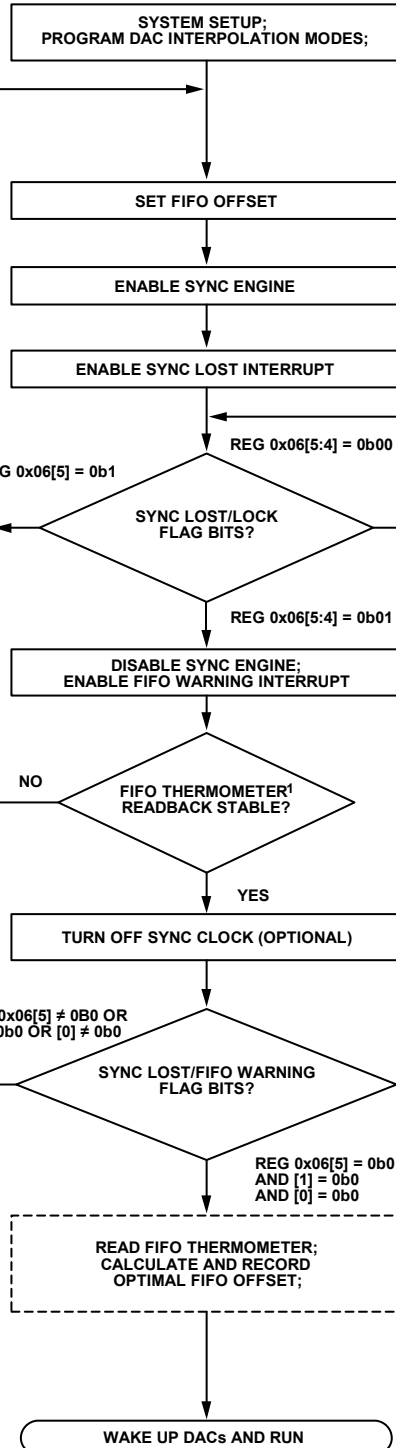 SYSTEM SETUP;
PROGRAM DAC INTERPOLATION MODES;
SET FIFO OFFSET
ENABLE SYNC ENGINE
ENABLE SYNC LOST INTERRUPT
REG 0x06[5:4] = 0b00
G 0x06[5] = 0b1
SYNC LOST/LOCK
FLAG BITS?
REG 0x06[5:4] = 0b01
DISABLE SYNC ENGINE;
ENABLE FIFO WARNING INTERRUPT
NO
FIFO THERMOMETER1
READBACK STABLE?
YES
TURN OFF SYNC CLOCK (OPTIONAL)
0x06[5] ≠ 0B0 OR
0b0 OR [0] ≠ 0b0
SYNC LOST/FIFO WARNING
FLAG BITS?
REG 0x06[5] = 0b0
AND [1] = 0b0
AND [0] = 0b0
READ FIFO THERMOMETER;
CALCULATE AND RECORD
OPTIMAL FIFO OFFSET;
WAKE UP DACs AND RUN